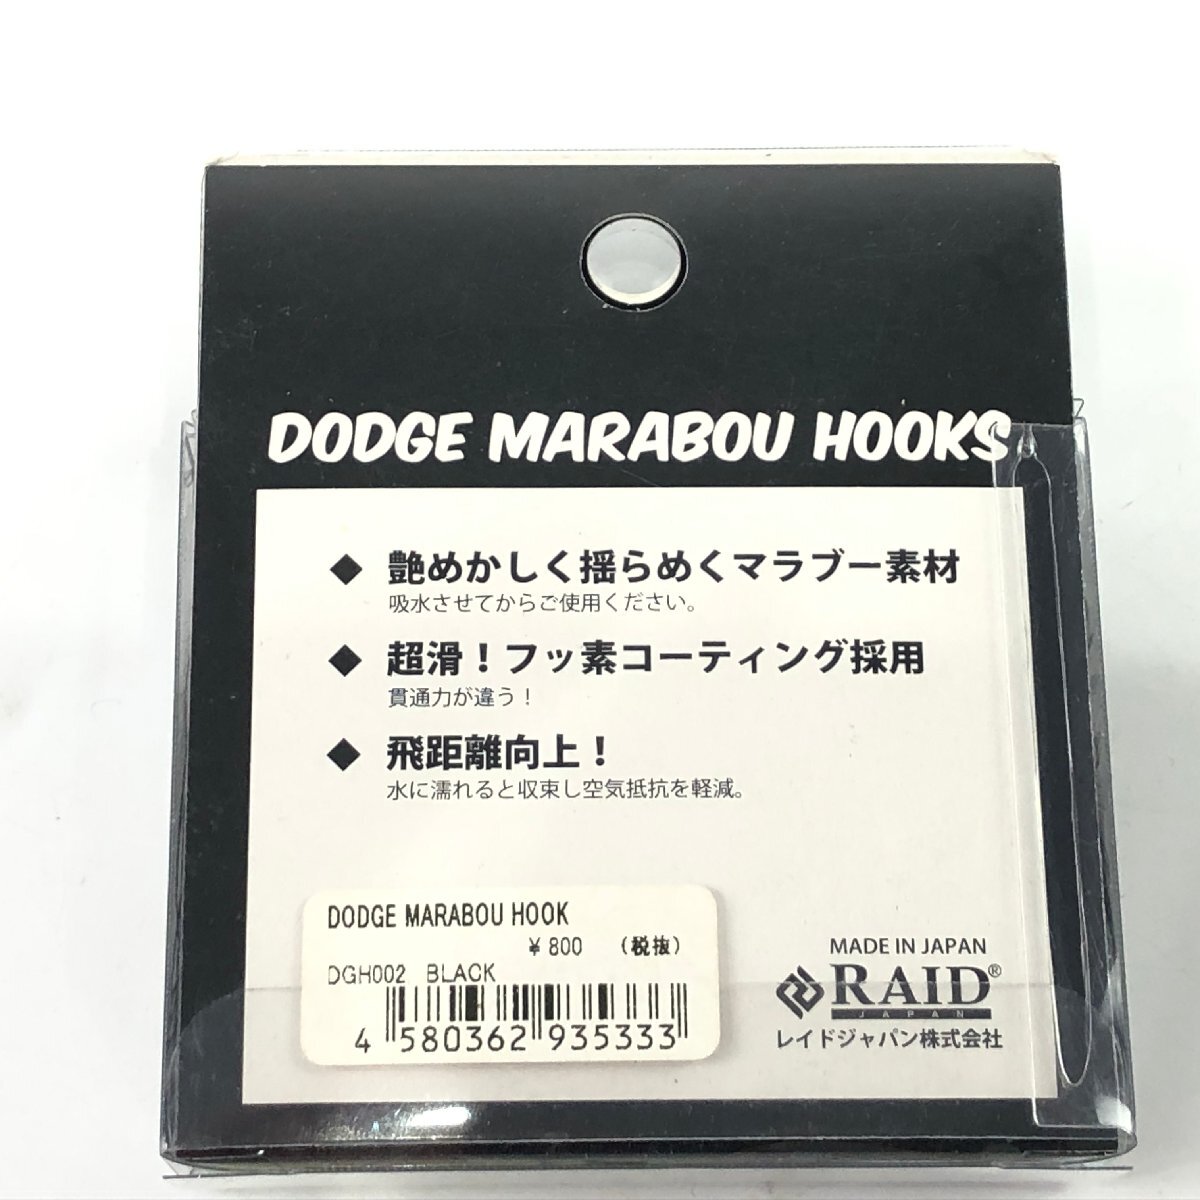 DODGE MARABOU HOOKS
◆ 艶めかしく揺らめくマラブー素材
吸水させてからご使用ください。
◆ 超滑！フッ素コーティング採用
貫通力が違う！
◆ 飛距離向上！
水に濡れると収束し空気抵抗を軽減。
DODGE MARABOU HOOK
￥800 （税抜）
DGH002 BLACK
4 580362 935333
MADE IN JAPAN
RAID®
JAPAN
レイドジャパン株式会社